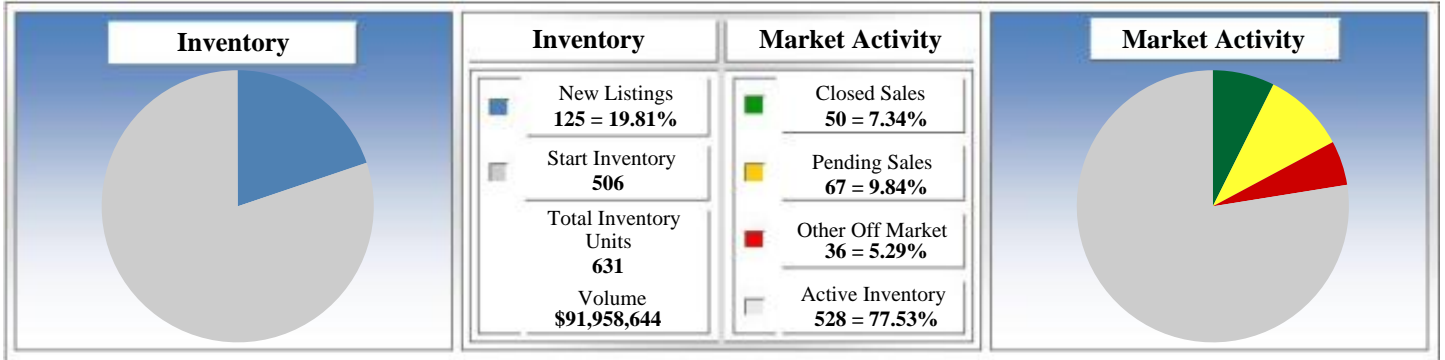 Inventory
Inventory
Market Activity
Market Activity
New Listings
125 = 19.81%
Start Inventory
506
Total Inventory
Units
631
Volume
$91,958,644
Closed Sales
50 = 7.34%
Pending Sales
67 = 9.84%
Other Off Market
36 = 5.29%
Active Inventory
528 = 77.53%